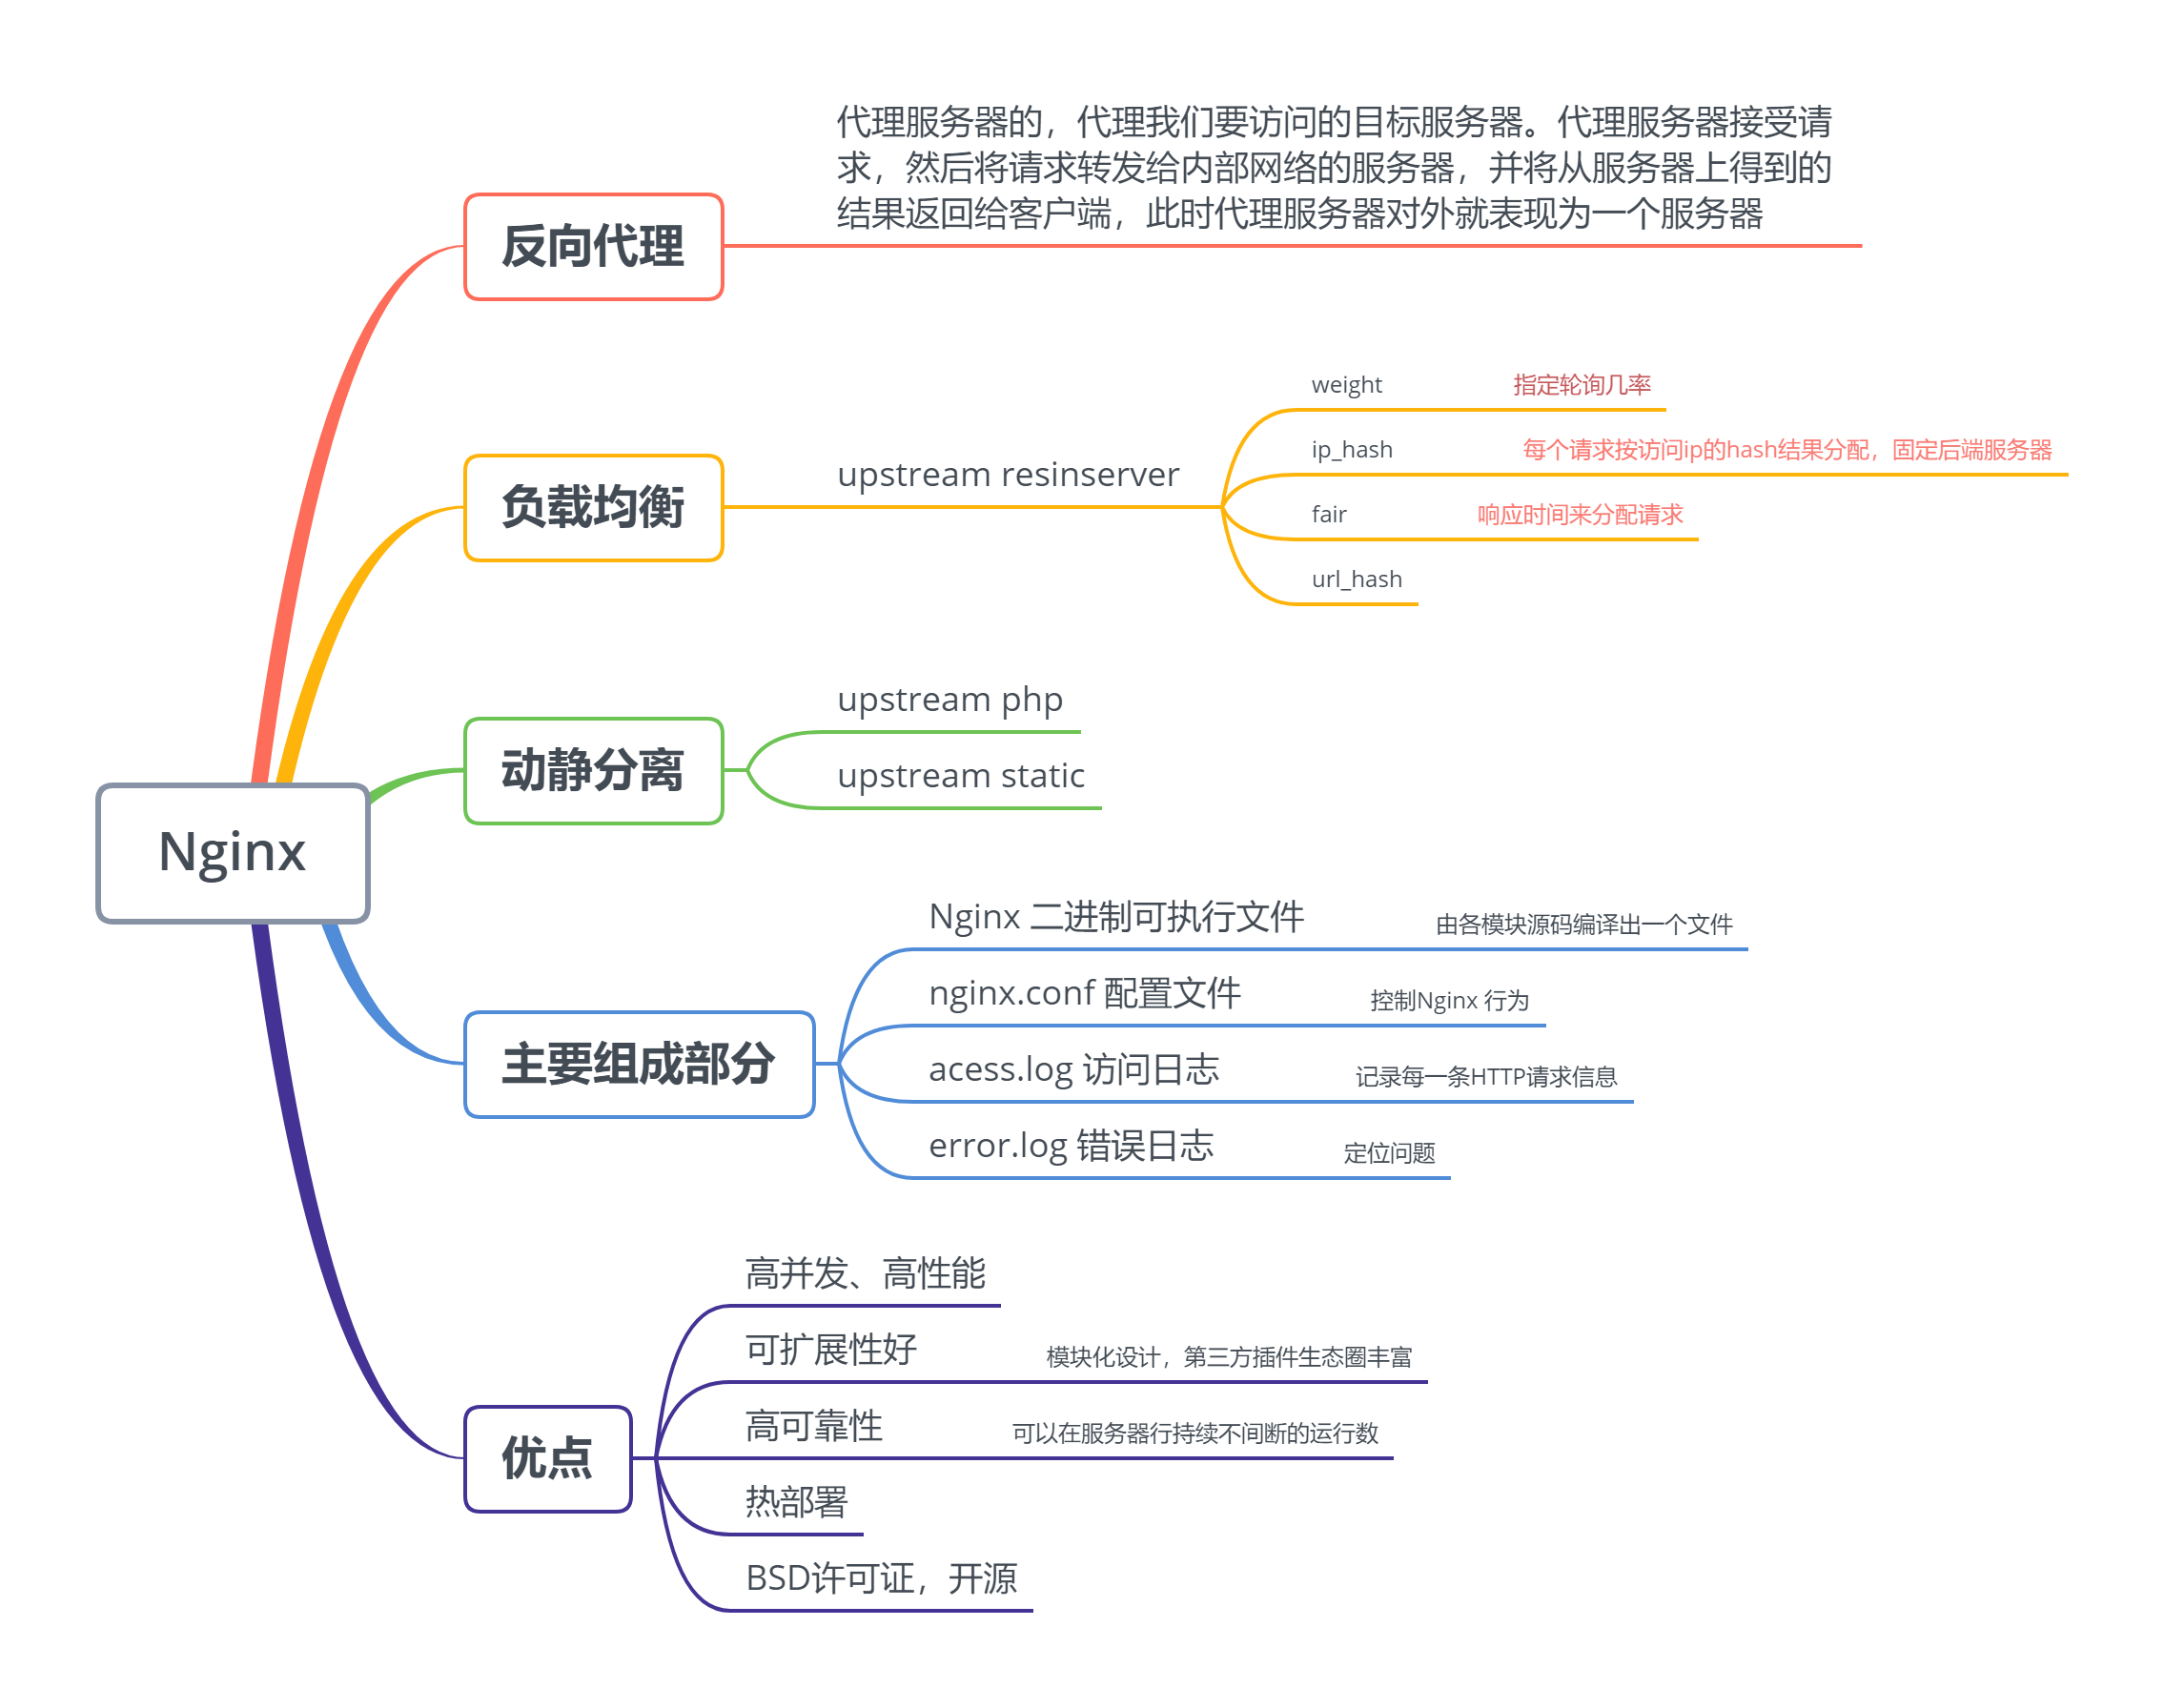 代理服务器的，代理我们要访问的目标服务器。代理服务器接受请
求，然后将请求转发给内部网络的服务器，并将从服务器上得到的
结果返回给客户端，此时代理服务器对外就表现为一个服务器
反向代理
weight 指定轮询几率
ip_hash 每个请求按访问ip的hash结果分配，固定后端服务器
upstream resinserver
负载均衡
fair 响应时间来分配请求
url_hash
upstream php
动静分离
upstream static
Nginx
Nginx 二进制可执行文件 由各模块源码编译出一个文件
nginx.conf 配置文件 控制Nginx 行为
主要组成部分
acess.log 访问日志 记录每一条HTTP请求信息
error.log 错误日志 定位问题
高并发、高性能
可扩展性好 模块化设计，第三方插件生态圈丰富
高可靠性 可以在服务器行持续不间断的运行数
优点
热部署
BSD许可证，开源